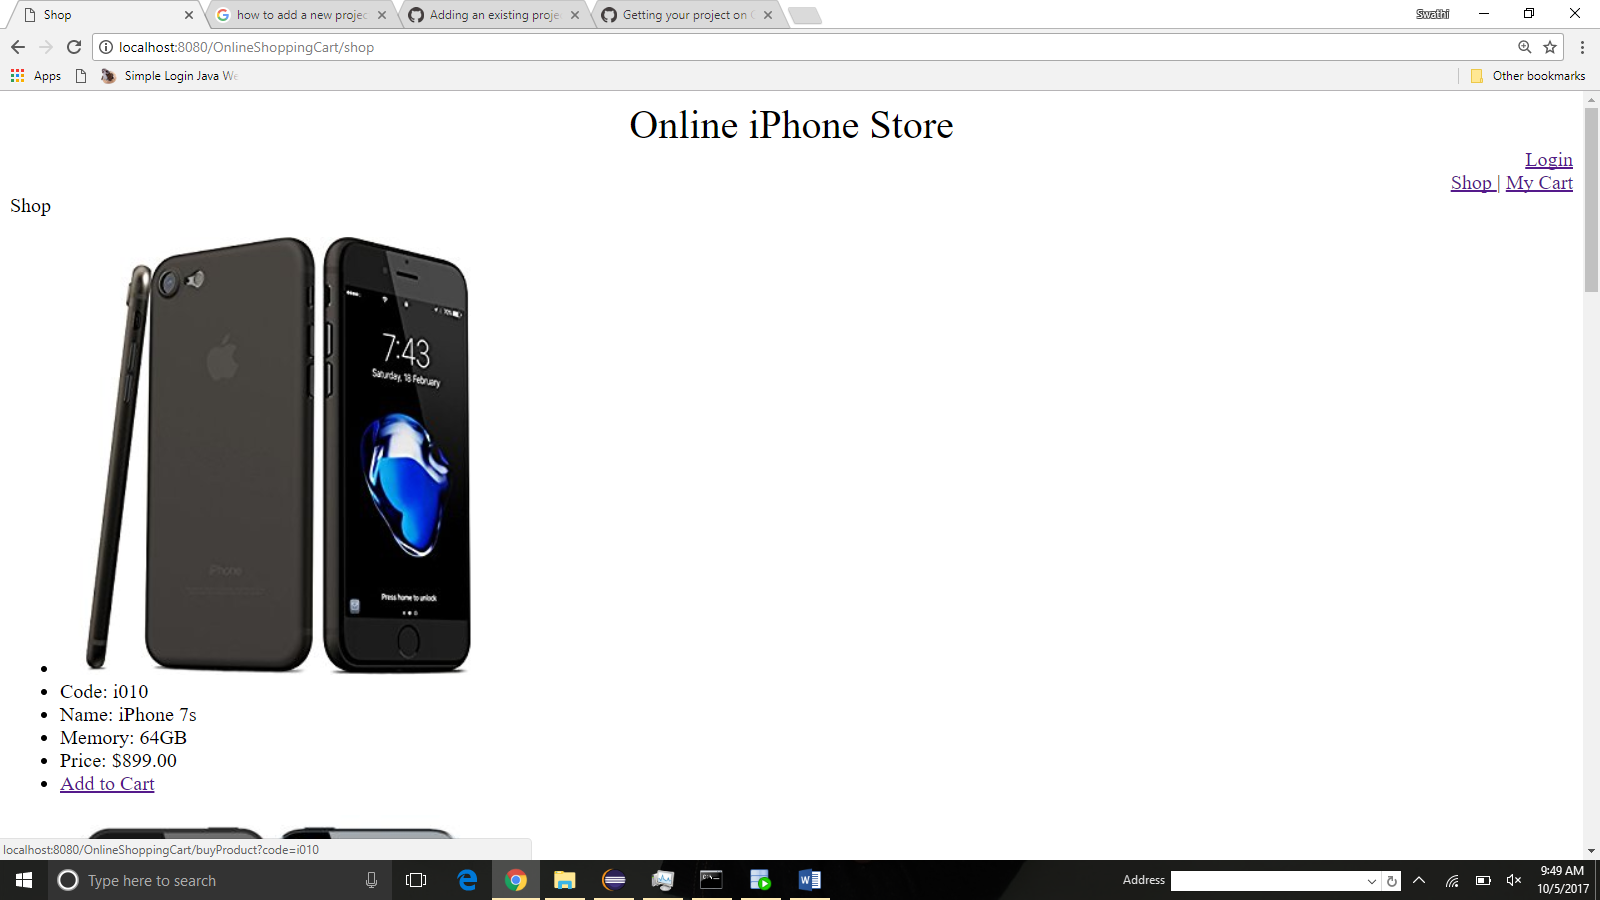 Shop
how to add a new projec
Adding an existing proje
Getting your project on
Swathi
localhost:8080/OnlineShoppingCart/shop
Apps
Simple Login Java We
Other bookmarks
Online iPhone Store
Login
Shop | My Cart
Shop
7:43
Saturday, 18 February
iPhone
Press home to unlock
Code: i010
Name: iPhone 7s
Memory: 64GB
Price: $899.00
Add to Cart
localhost:8080/OnlineShoppingCart/buyProduct?code=i010
Type here to search
Address
9:49 AM
10/5/2017